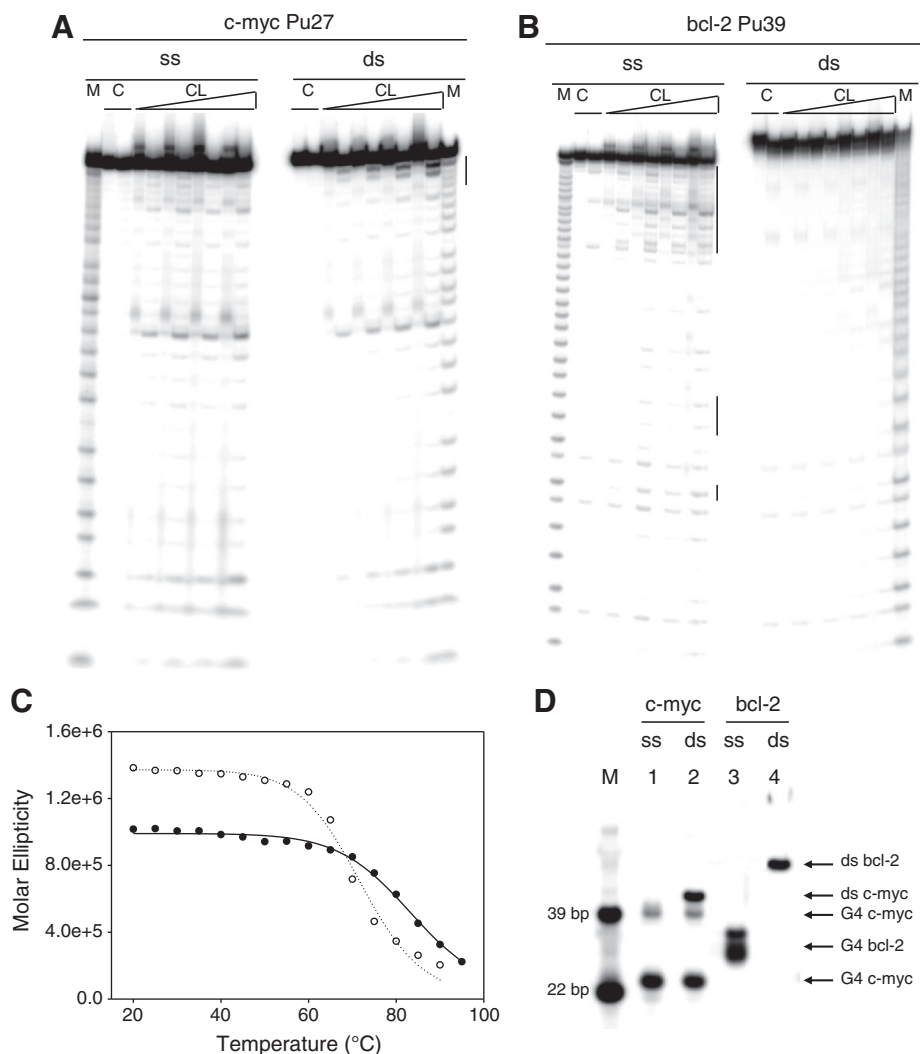 A
c-myc Pu27
ss
ds
M C CL C CL M
B
bcl-2 Pu39
ss
ds
M C CL C CL M
C
1.6e+6
1.2e+6
8.0e+5
4.0e+5
0.0
Molar Ellipticity
20 40 60 80 100
Temperature (°C)
D
c-myc bcl-2
ss ds ss ds
M 1 2 3 4
39 bp
22 bp
ds bcl-2
ds c-myc
G4 c-myc
G4 bcl-2
G4 c-myc